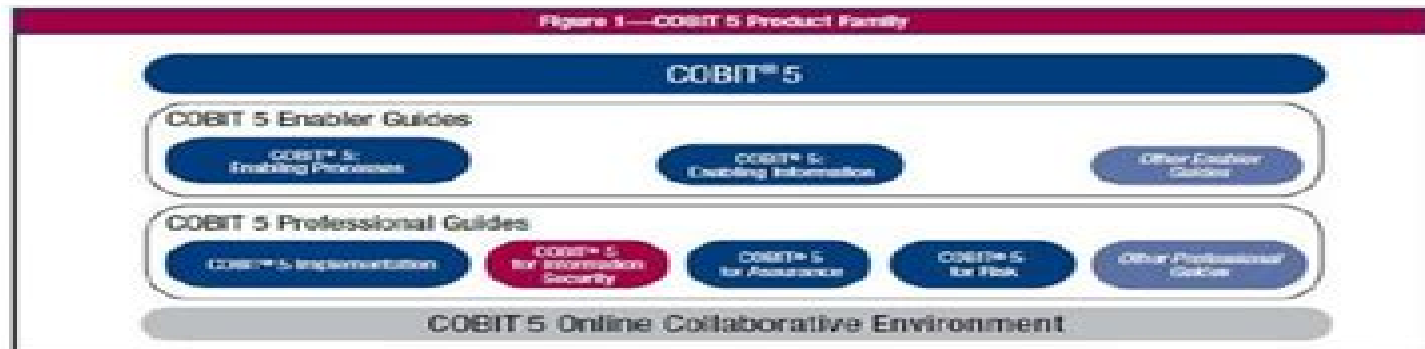 Figure 1—COBIT 5 Product Family
COBIT® 5
COBIT 5 Enabler Guides
COBIT® 5:
Enabling Processes
COBIT® 5:
Enabling Information
Other Enabler
Guides
COBIT 5 Professional Guides
COBIT® 5 Implementation
COBIT® 5
for Information
Security
COBIT® 5
for Assurance
COBIT® 5
for Risk
Other Professional
Guides
COBIT 5 Online Collaborative Environment